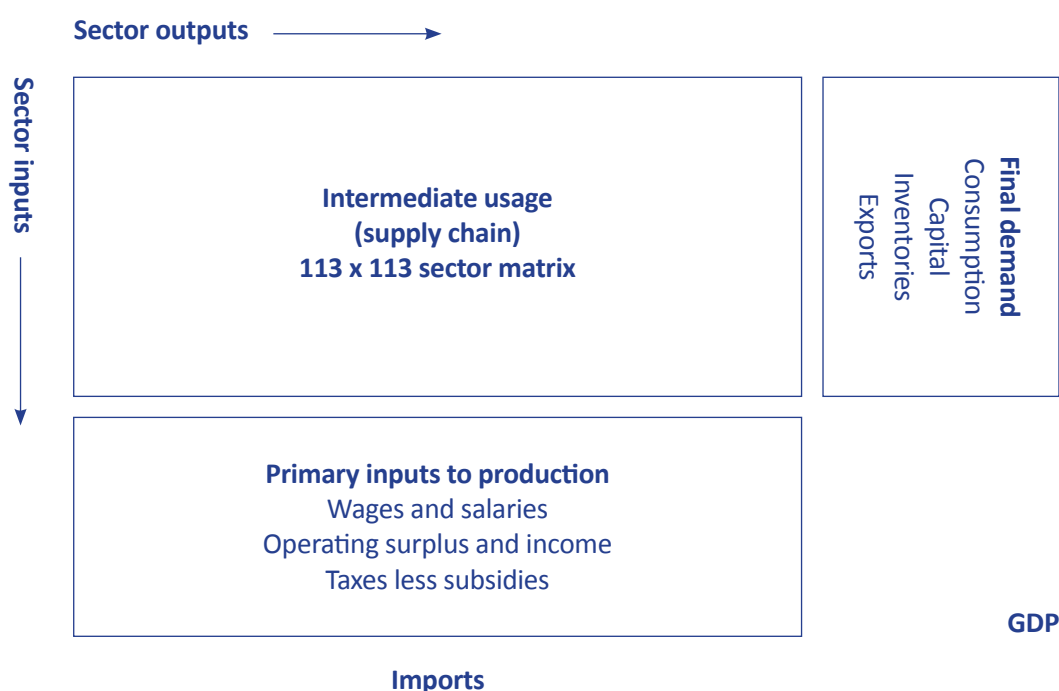 Sector outputs
Sector inputs
Intermediate usage
(supply chain)
113 x 113 sector matrix
Final demand
Consumption
Capital
Inventories
Exports
Primary inputs to production
Wages and salaries
Operating surplus and income
Taxes less subsidies
GDP
Imports